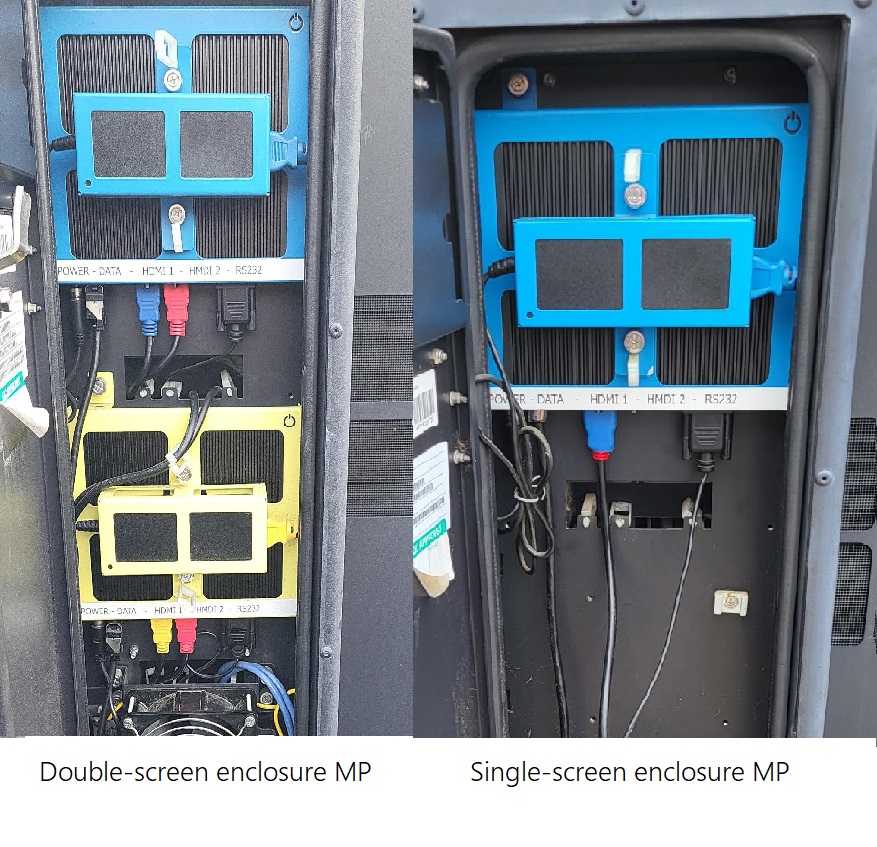 POWER - DATA - HDMI 1 - HMDI 2 - RS232
POWER - DATA - HDMI 1 - HMDI 2 - RS232
POWER - DATA - HDMI 1 - HMDI 2 - RS232
Double-screen enclosure MP
Single-screen enclosure MP